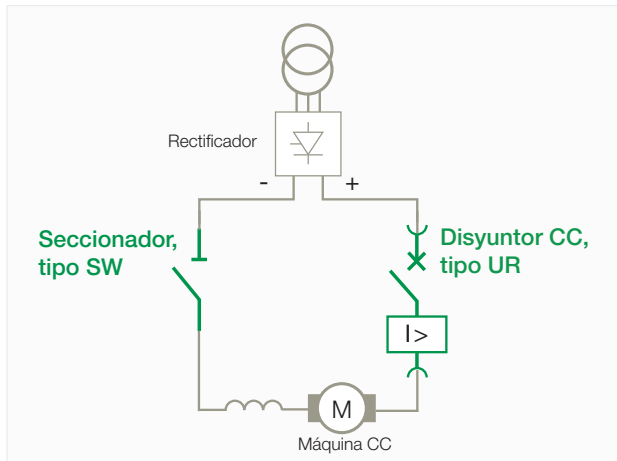 Rectificador
- +
Seccionador,
tipo SW
Disyuntor CC,
tipo UR
I>
M
Máquina CC